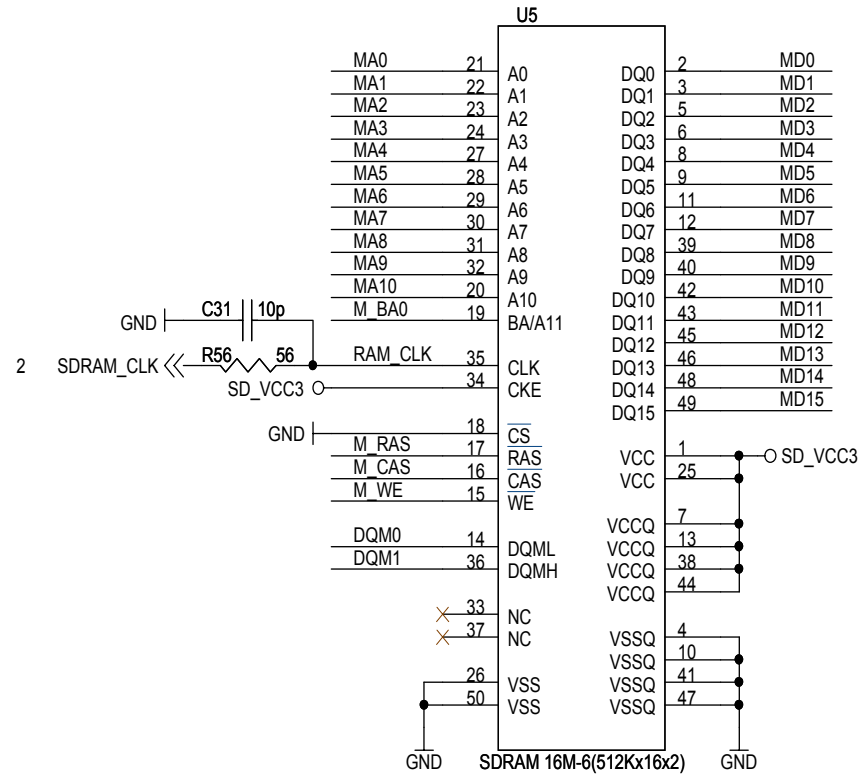 U5
MA0 21 A0 DQ0 2 MD0
MA1 22 A1 DQ1 3 MD1
MA2 23 A2 DQ2 5 MD2
MA3 24 A3 DQ3 6 MD3
MA4 27 A4 DQ4 8 MD4
MA5 28 A5 DQ5 9 MD5
MA6 29 A6 DQ6 11 MD6
MA7 30 A7 DQ7 12 MD7
MA8 31 A8 DQ8 39 MD8
MA9 32 A9 DQ9 40 MD9
MA10 20 A10 DQ10 42 MD10
M_BA0 19 BA/A11 DQ11 43 MD11
GND C31 10p DQ12 45 MD12
2 SDRAM_CLK R56 56 RAM_CLK 35 CLK DQ13 46 MD13
SD_VCC3 34 CKE DQ14 48 MD14
DQ15 49 MD15
GND 18 CS
M_RAS 17 RAS VCC 1 SD_VCC3
M_CAS 16 CAS VCC 25
M_WE 15 WE
VCCQ 7
DQM0 14 DQML VCCQ 13
DQM1 36 DQMH VCCQ 38
VCCQ 44
33 NC
37 NC VSSQ 4
VSSQ 10
26 VSS VSSQ 41
50 VSS VSSQ 47
GND SDRAM 16M-6(512Kx16x2) GND